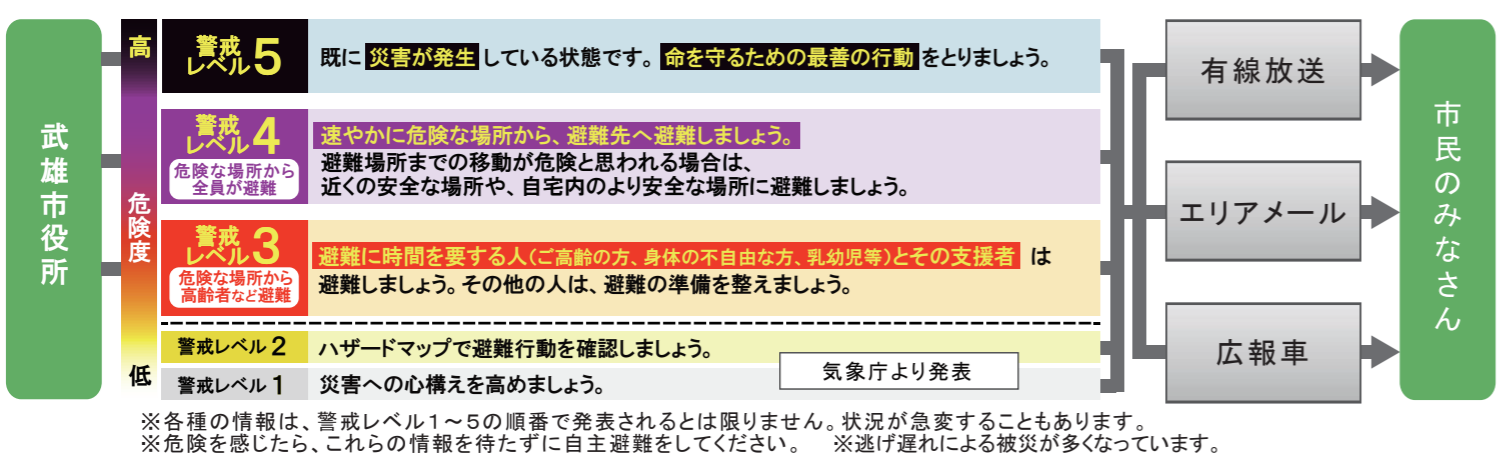 武雄市役所
高
危険度
低
警戒
レベル5
既に災害が発生している状態です。命を守るための最善の行動をとりましょう。
警戒
レベル4
危険な場所から
全員が避難
速やかに危険な場所から、避難先へ避難しましょう。
避難場所までの移動が危険と思われる場合は、
近くの安全な場所や、自宅内のより安全な場所に避難しましょう。
警戒
レベル3
危険な場所から
高齢者など避難
避難に時間を要する人(ご高齢の方、身体の不自由な方、乳幼児等)とその支援者 は
避難しましょう。その他の人は、避難の準備を整えましょう。
警戒レベル2
ハザードマップで避難行動を確認しましょう。
警戒レベル1
災害への心構えを高めましょう。
気象庁より発表
有線放送
エリアメール
広報車
市民のみなさん
※各種の情報は、警戒レベル1~5の順番で発表されるとは限りません。状況が急変することもあります。
※危険を感じたら、これらの情報を待たずに自主避難をしてください。 ※逃げ遅れによる被災が多くなっています。